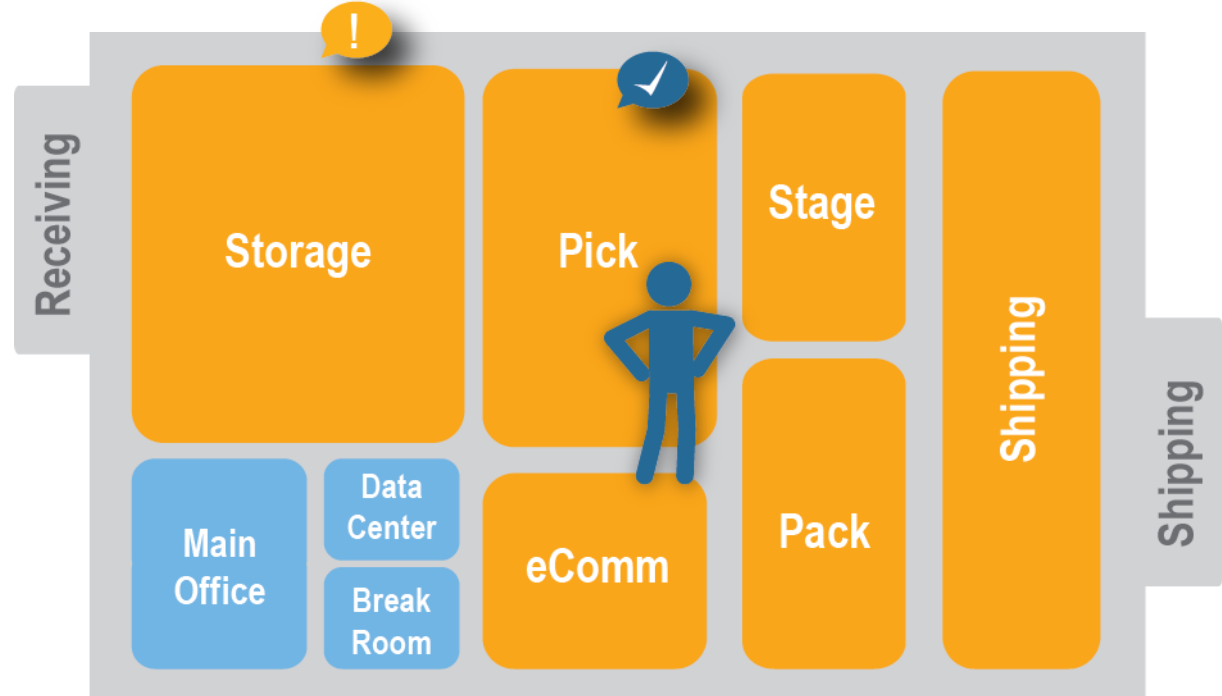 !
Receiving
Storage
Pick
Stage
Shipping
Shipping
Main
Office
Data
Center
Break
Room
eComm
Pack